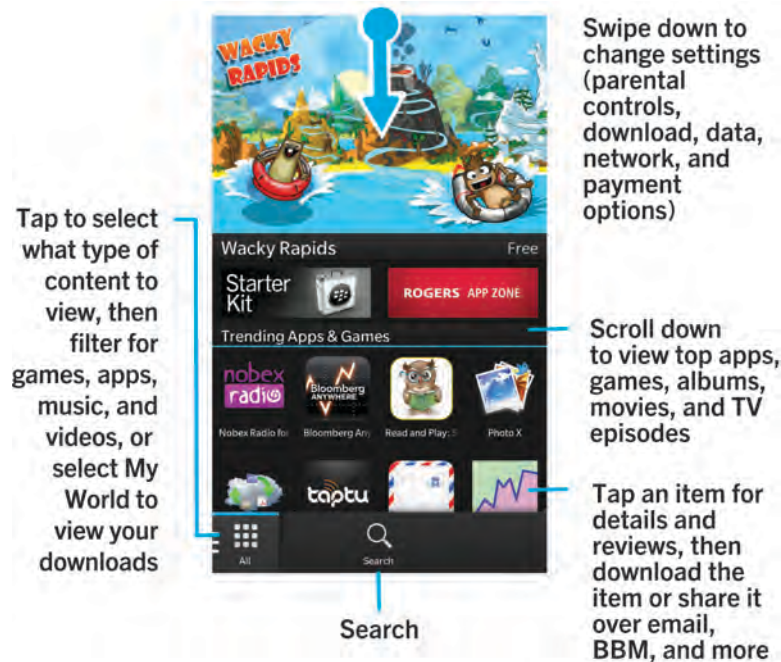 Swipe down to
change settings
(parental
controls,
download, data,
network, and
payment
options)
WACKY
RAPIDS
Tap to select
what type of
content to
view, then
filter for
games, apps,
music, and
videos, or
select My
World to
view your
downloads
Wacky Rapids Free
Starter
Kit
ROGERS APP ZONE
Trending Apps & Games
nobex
radio
Bloomberg
ANYWHERE
Nobex Radio for Bloomberg Any Read and Play: S Photo X
taptu
All
Search
Scroll down
to view top apps,
games, albums,
movies, and TV
episodes
Tap an item for
details and
reviews, then
download the
item or share it
over email,
BBM, and more
Search